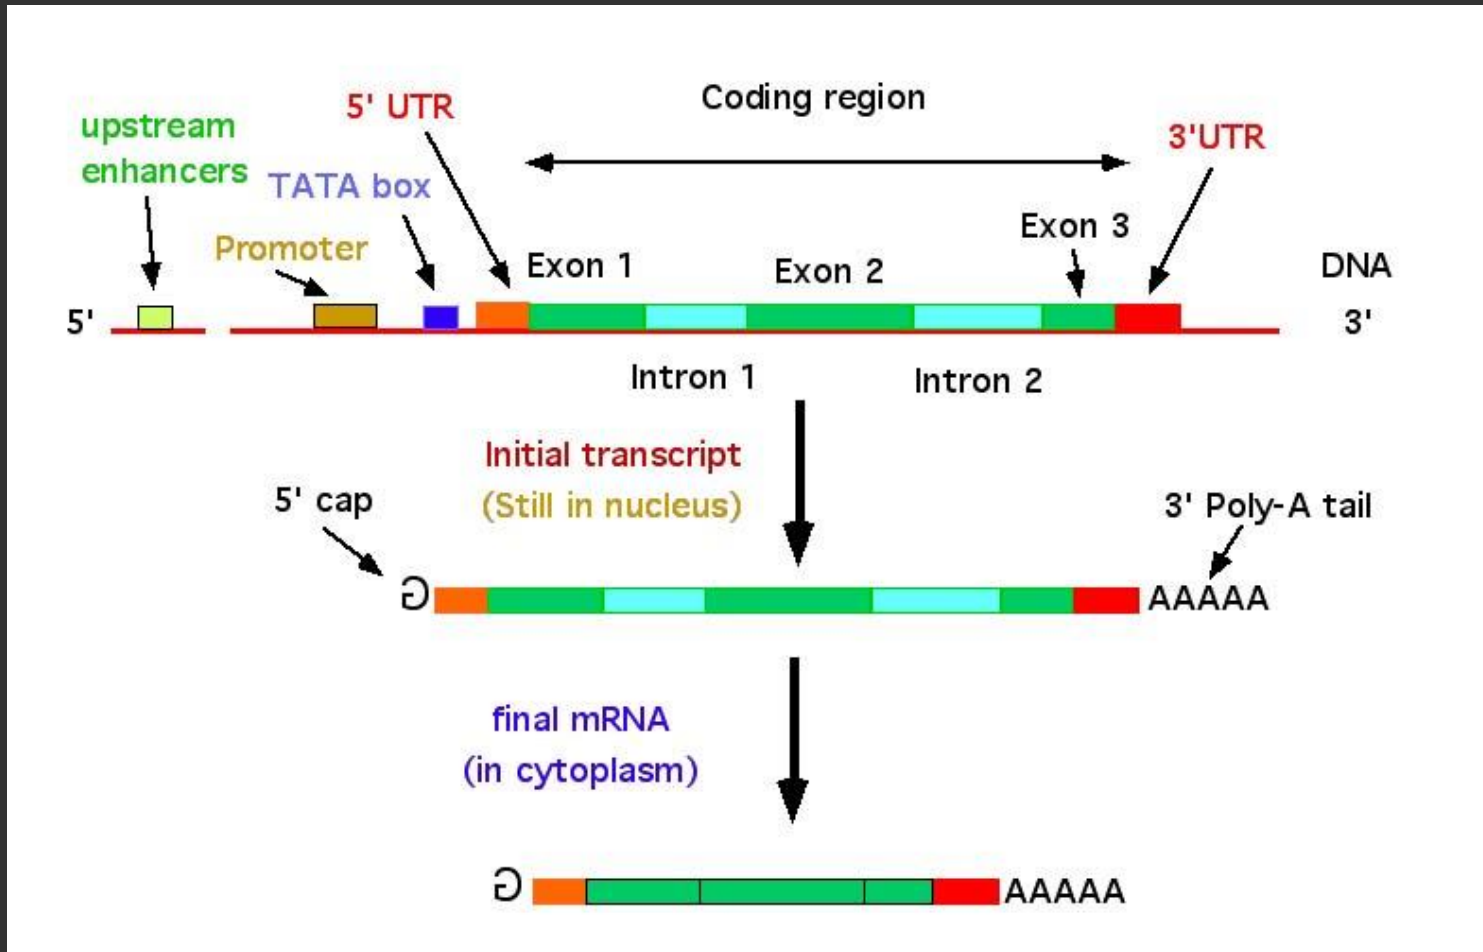 Coding region
5' UTR
3'UTR
upstream
enhancers
TATA box
Promoter
Exon 1
Exon 2
Exon 3
DNA
5'
3'
Intron 1
Intron 2
Initial transcript
(Still in nucleus)
5' cap
3' Poly-A tail
G
AAAAA
final mRNA
(in cytoplasm)
G
AAAAA